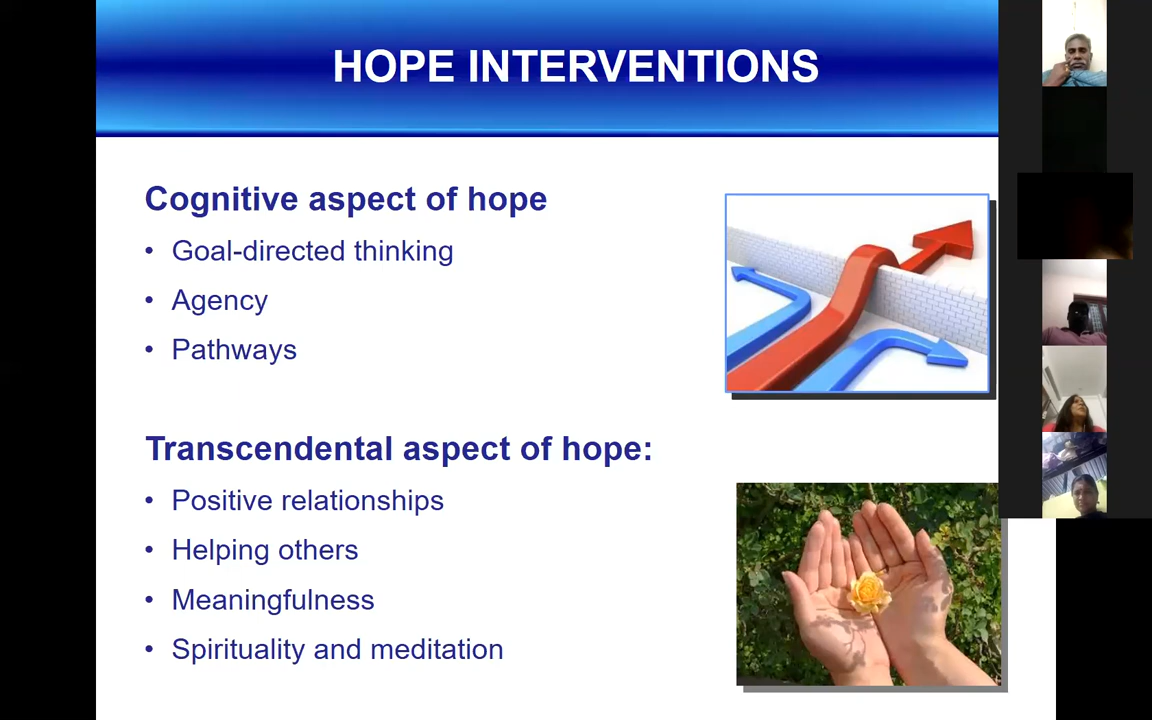 HOPE INTERVENTIONS
Cognitive aspect of hope
• Goal-directed thinking
• Agency
• Pathways
Transcendental aspect of hope:
• Positive relationships
• Helping others
• Meaningfulness
• Spirituality and meditation